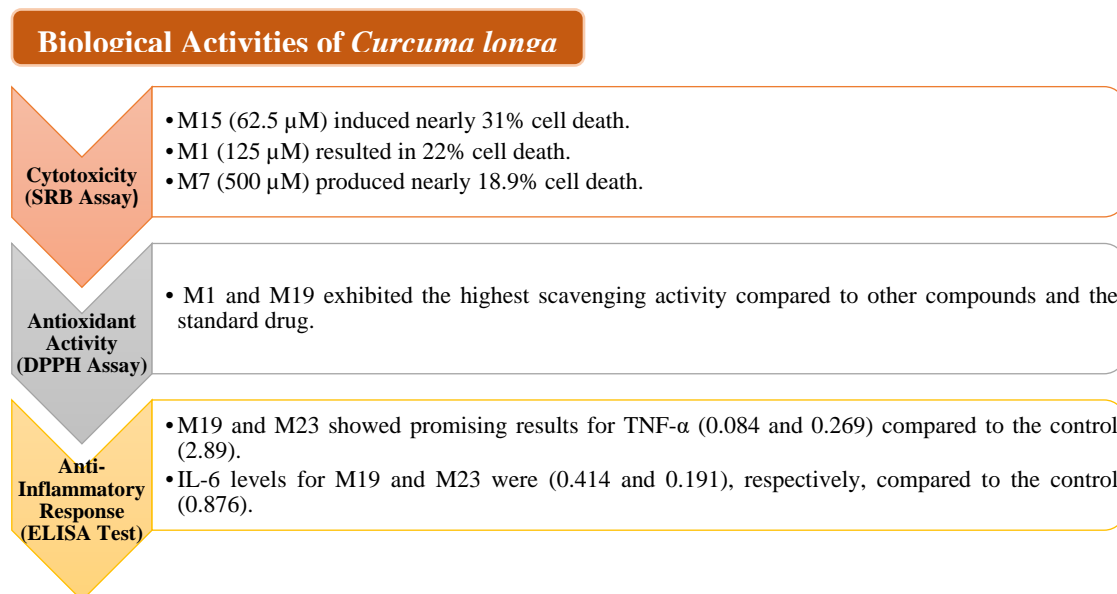 Biological Activities of Curcuma longa
Cytotoxicity
(SRB Assay)
• M15 (62.5 µM) induced nearly 31% cell death.
• M1 (125 µM) resulted in 22% cell death.
• M7 (500 µM) produced nearly 18.9% cell death.
Antioxidant
Activity
(DPPH Assay)
• M1 and M19 exhibited the highest scavenging activity compared to other compounds and the
standard drug.
Anti-
Inflammatory
Response
(ELISA Test)
• M19 and M23 showed promising results for TNF-α (0.084 and 0.269) compared to the control
(2.89).
• IL-6 levels for M19 and M23 were (0.414 and 0.191), respectively, compared to the control
(0.876).